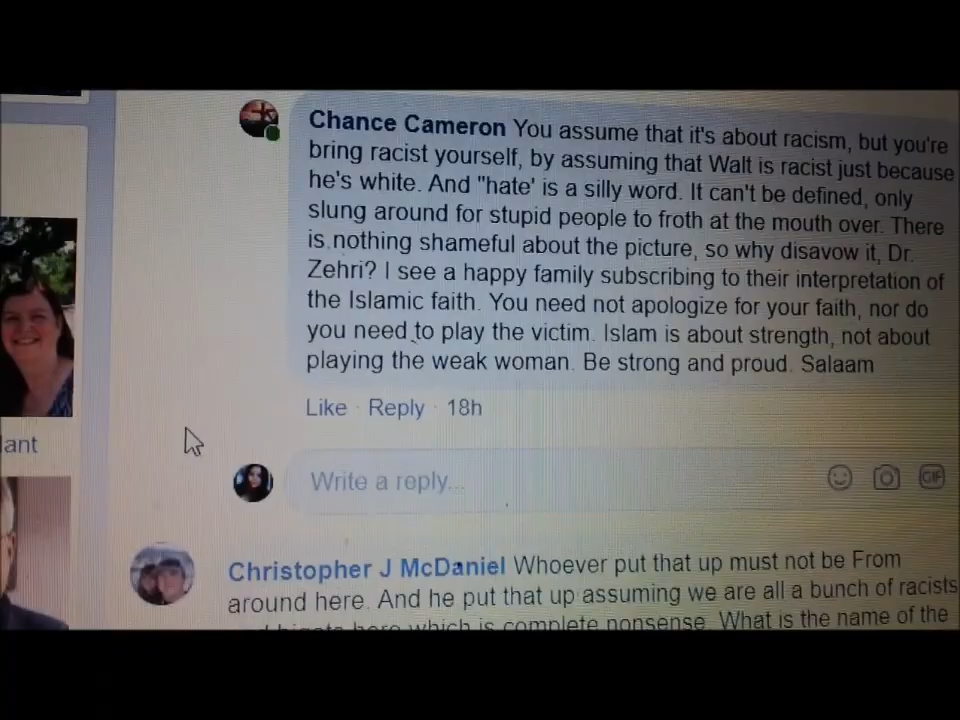 Chance Cameron You assume that it's about racism, but you're
bring racist yourself, by assuming that Walt is racist just because
he's white. And "hate' is a silly word. It can't be defined, only
slung around for stupid people to froth at the mouth over. There
is nothing shameful about the picture, so why disavow it, Dr.
Zehri? I see a happy family subscribing to their interpretation of
the Islamic faith. You need not apologize for your faith, nor do
you need to play the victim. Islam is about strength, not about
playing the weak woman. Be strong and proud. Salaam
Like · Reply · 18h
lant
Write a reply...
GIF
Christopher J McDaniel Whoever put that up must not be From
around here. And he put that up assuming we are all a bunch of racists
here which is complete nonsense. What is the name of the